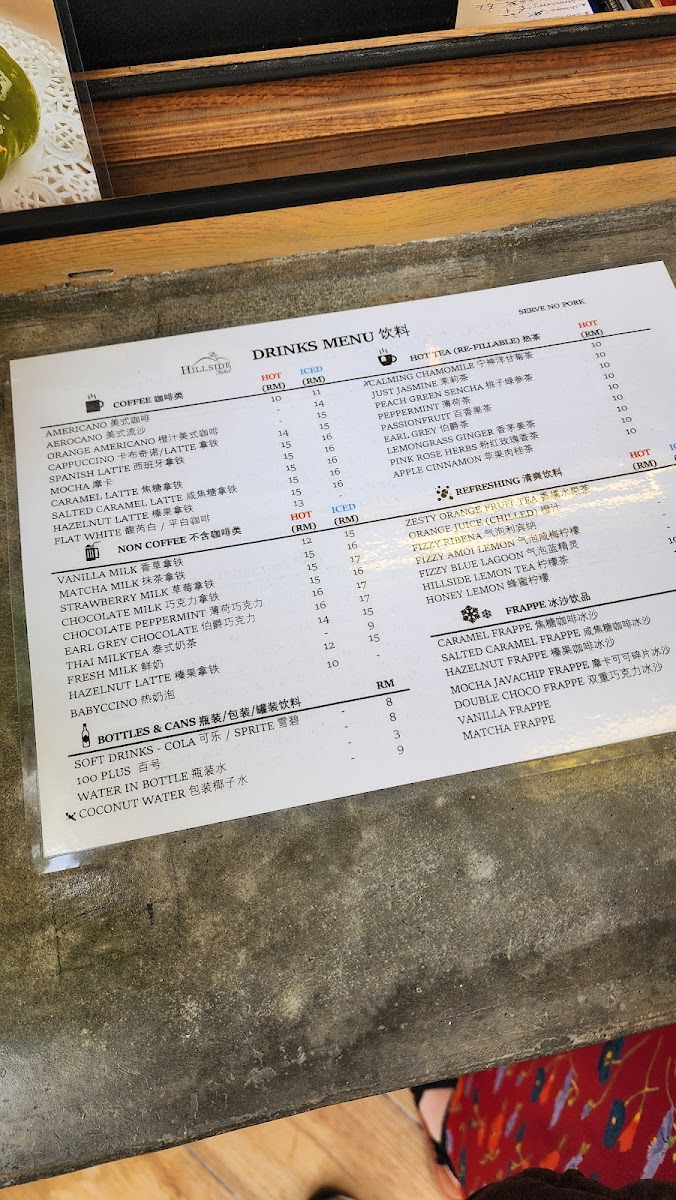 SERVE NO PORK
HILLSIDE
DRINKS MENU 饮料
HOT (RM)
ICED (RM)
COFFEE 咖啡类
AMERICANO 美式咖啡 10 11
AEROCANO 美式流沙 - 14
ORANGE AMERICANO 橙汁美式咖啡 - 15
CAPPUCCINO 卡布奇诺/LATTE 拿铁 14 15
SPANISH LATTE 西班牙拿铁 15 16
MOCHA 摩卡 15 16
CARAMEL LATTE 焦糖拿铁 15 16
SALTED CARAMEL LATTE 咸焦糖拿铁 15 16
HAZELNUT LATTE 榛果拿铁 15 16
FLAT WHITE 馥芮白 / 平白咖啡 13 -
HOT (RM)
ICED (RM)
NON COFFEE 不含咖啡类
VANILLA MILK 香草拿铁 12 15
MATCHA MILK 抹茶拿铁 15 16
STRAWBERRY MILK 草莓拿铁 - 17
CHOCOLATE MILK 巧克力拿铁 15 16
CHOCOLATE PEPPERMINT 薄荷巧克力 16 17
EARL GREY CHOCOLATE 伯爵巧克力 16 17
THAI MILKTEA 泰式奶茶 14 15
FRESH MILK 鲜奶 - 9
HAZELNUT LATTE 榛果拿铁 12 15
BABYCCINO 热奶泡 10 -
RM
BOTTLES & CANS 瓶装/包装/罐装饮料
SOFT DRINKS - COLA 可乐 / SPRITE 雪碧 - 8
100 PLUS 百号 - 8
WATER IN BOTTLE 瓶装水 - 3
COCONUT WATER 包装椰子水 - 9
HOT (RM)
HOT TEA (RE-FILLABLE) 热茶
CALMING CHAMOMILE 宁神洋甘菊茶 10
JUST JASMINE 茉莉茶 10
PEACH GREEN SENCHA 桃子绿参茶 10
PEPPERMINT 薄荷茶 10
PASSIONFRUIT 百香果茶 10
EARL GREY 伯爵茶 10
LEMONGRASS GINGER 香茅姜茶 10
PINK ROSE HERBS 粉红玫瑰香茶 10
APPLE CINNAMON 苹果肉桂茶 10
HOT (RM)
REFRESHING 清爽饮料
ZESTY ORANGE FRUIT TEA 香橙水果茶
ORANGE JUICE (CHILLED) 橙汁
FIZZY RIBENA 气泡利宾纳
FIZZY AMOI LEMON 气泡咸梅柠檬
FIZZY BLUE LAGOON 气泡蓝精灵
HILLSIDE LEMON TEA 柠檬茶
HONEY LEMON 蜂蜜柠檬
FRAPPE 冰沙饮品
CARAMEL FRAPPE 焦糖咖啡冰沙
SALTED CARAMEL FRAPPE 咸焦糖咖啡冰沙
HAZELNUT FRAPPE 榛果咖啡冰沙
MOCHA JAVACHIP FRAPPE 摩卡可可碎片冰沙
DOUBLE CHOCO FRAPPE 双重巧克力冰沙
VANILLA FRAPPE
MATCHA FRAPPE